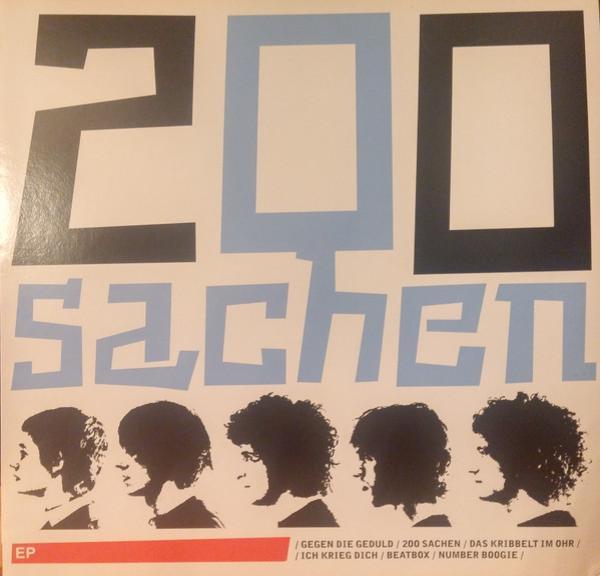 200
sachen
EP
/ GEGEN DIE GEDULD / 200 SACHEN / DAS KRIBBELT IM OHR /
/ ICH KRIEG DICH / BEATBOX / NUMBER BOOGIE /